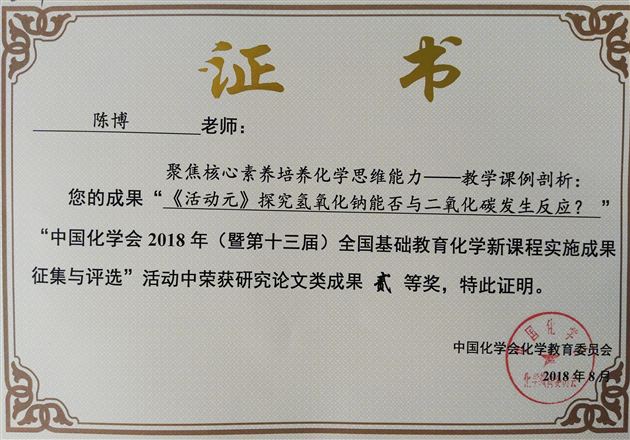 证 书
陈博 老师：
聚焦核心素养培养化学思维能力——教学课例剖析：
您的成果“《活动元》探究氢氧化钠能否与二氧化碳发生反应？”
“中国化学会2018年（暨第十三届）全国基础教育化学新课程实施成果
征集与评选”活动中荣获研究论文类成果 贰 等奖，特此证明。
中国化学会化学教育委员会
2018年8月